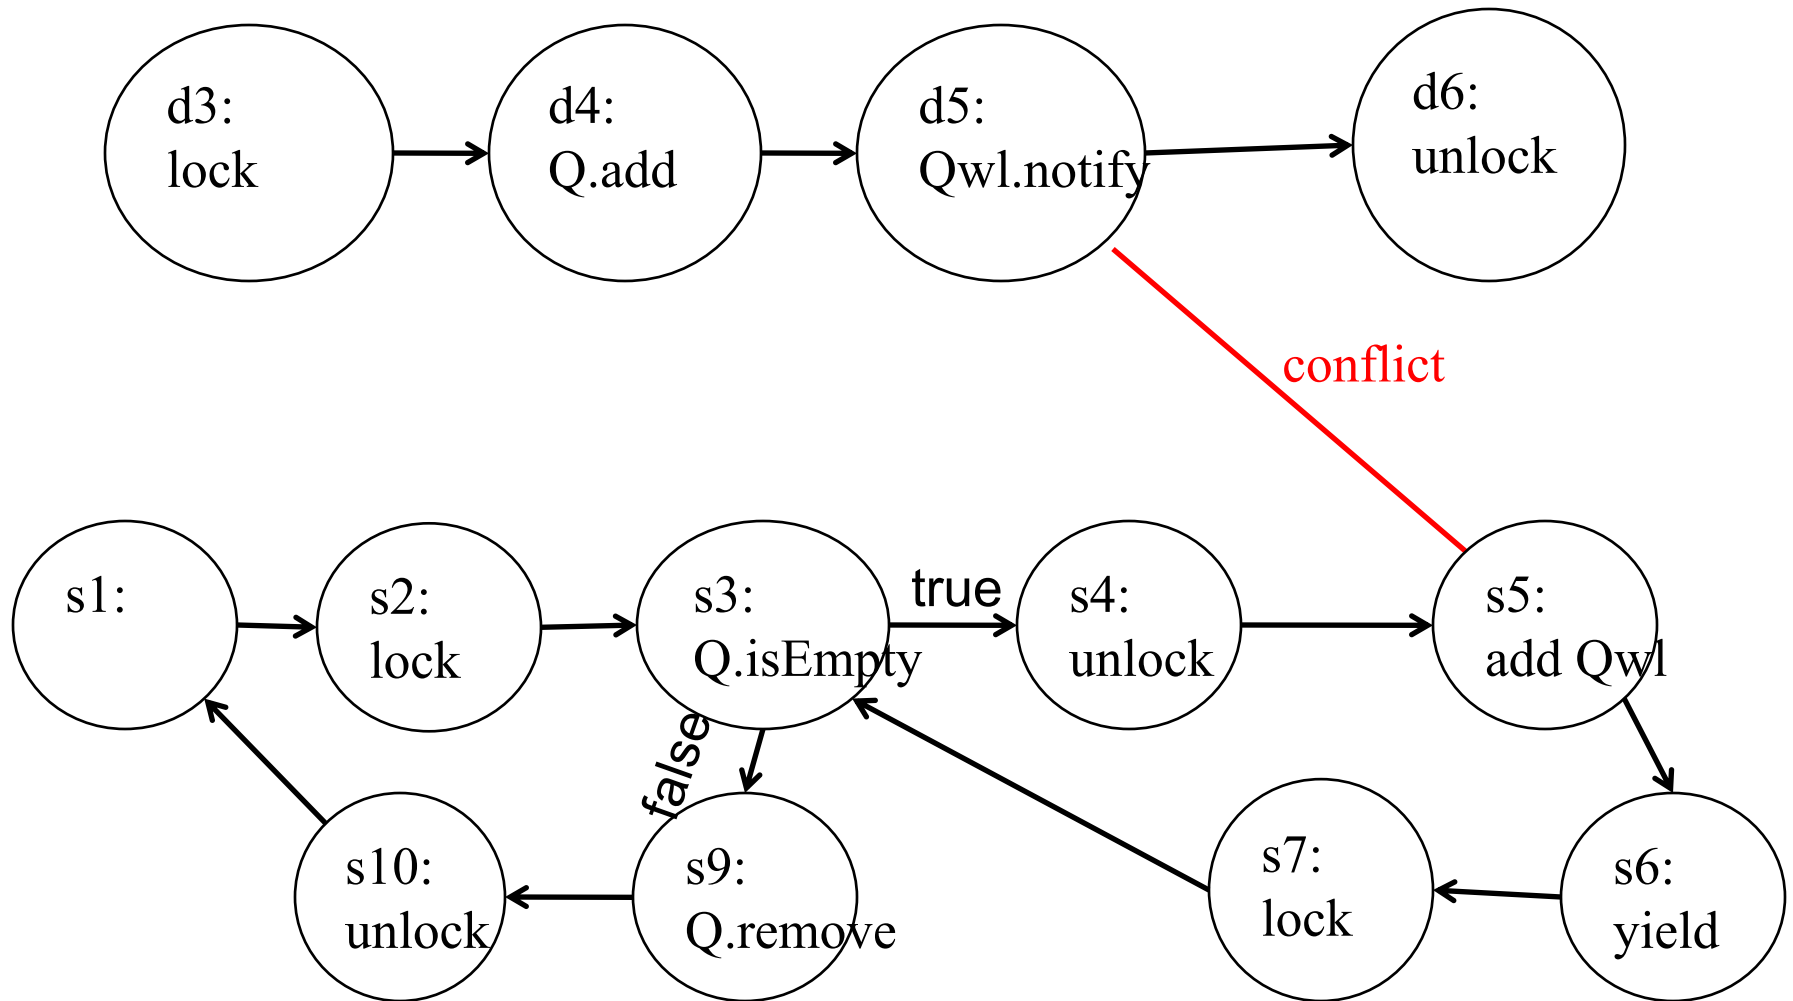 d3:
lock
d4:
Q.add
d5:
Qwl.notify
d6:
unlock
conflict
s1:
s2:
lock
s3:
Q.isEmpty
true
s4:
unlock
s5:
add Qwl
false
s10:
unlock
s9:
Q.remove
s7:
lock
s6:
yield